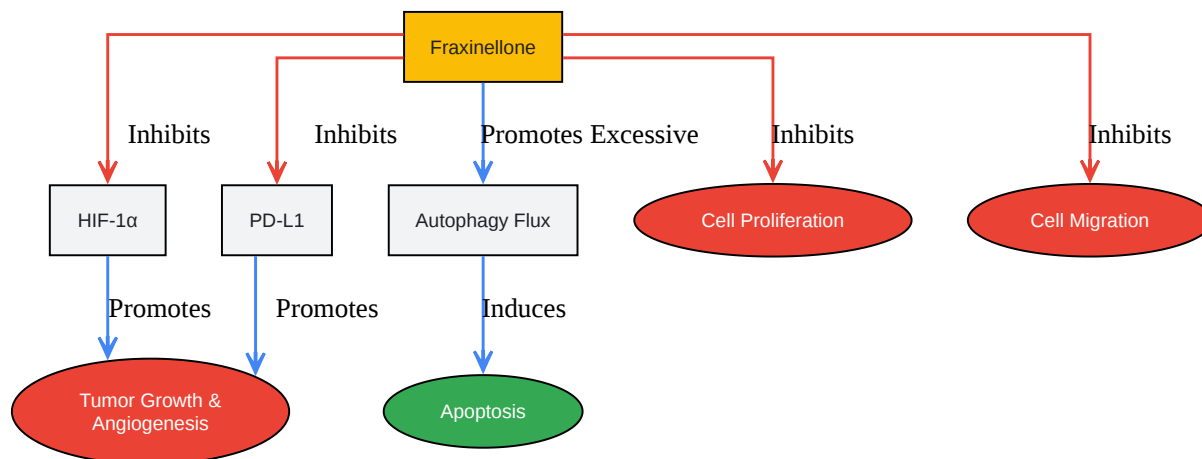 Fraxinellone
Inhibits
Inhibits
Promotes Excessive
Inhibits
Inhibits
HIF-1α
PD-L1
Autophagy Flux
Cell Proliferation
Cell Migration
Promotes
Promotes
Induces
Tumor Growth &
Angiogenesis
Apoptosis